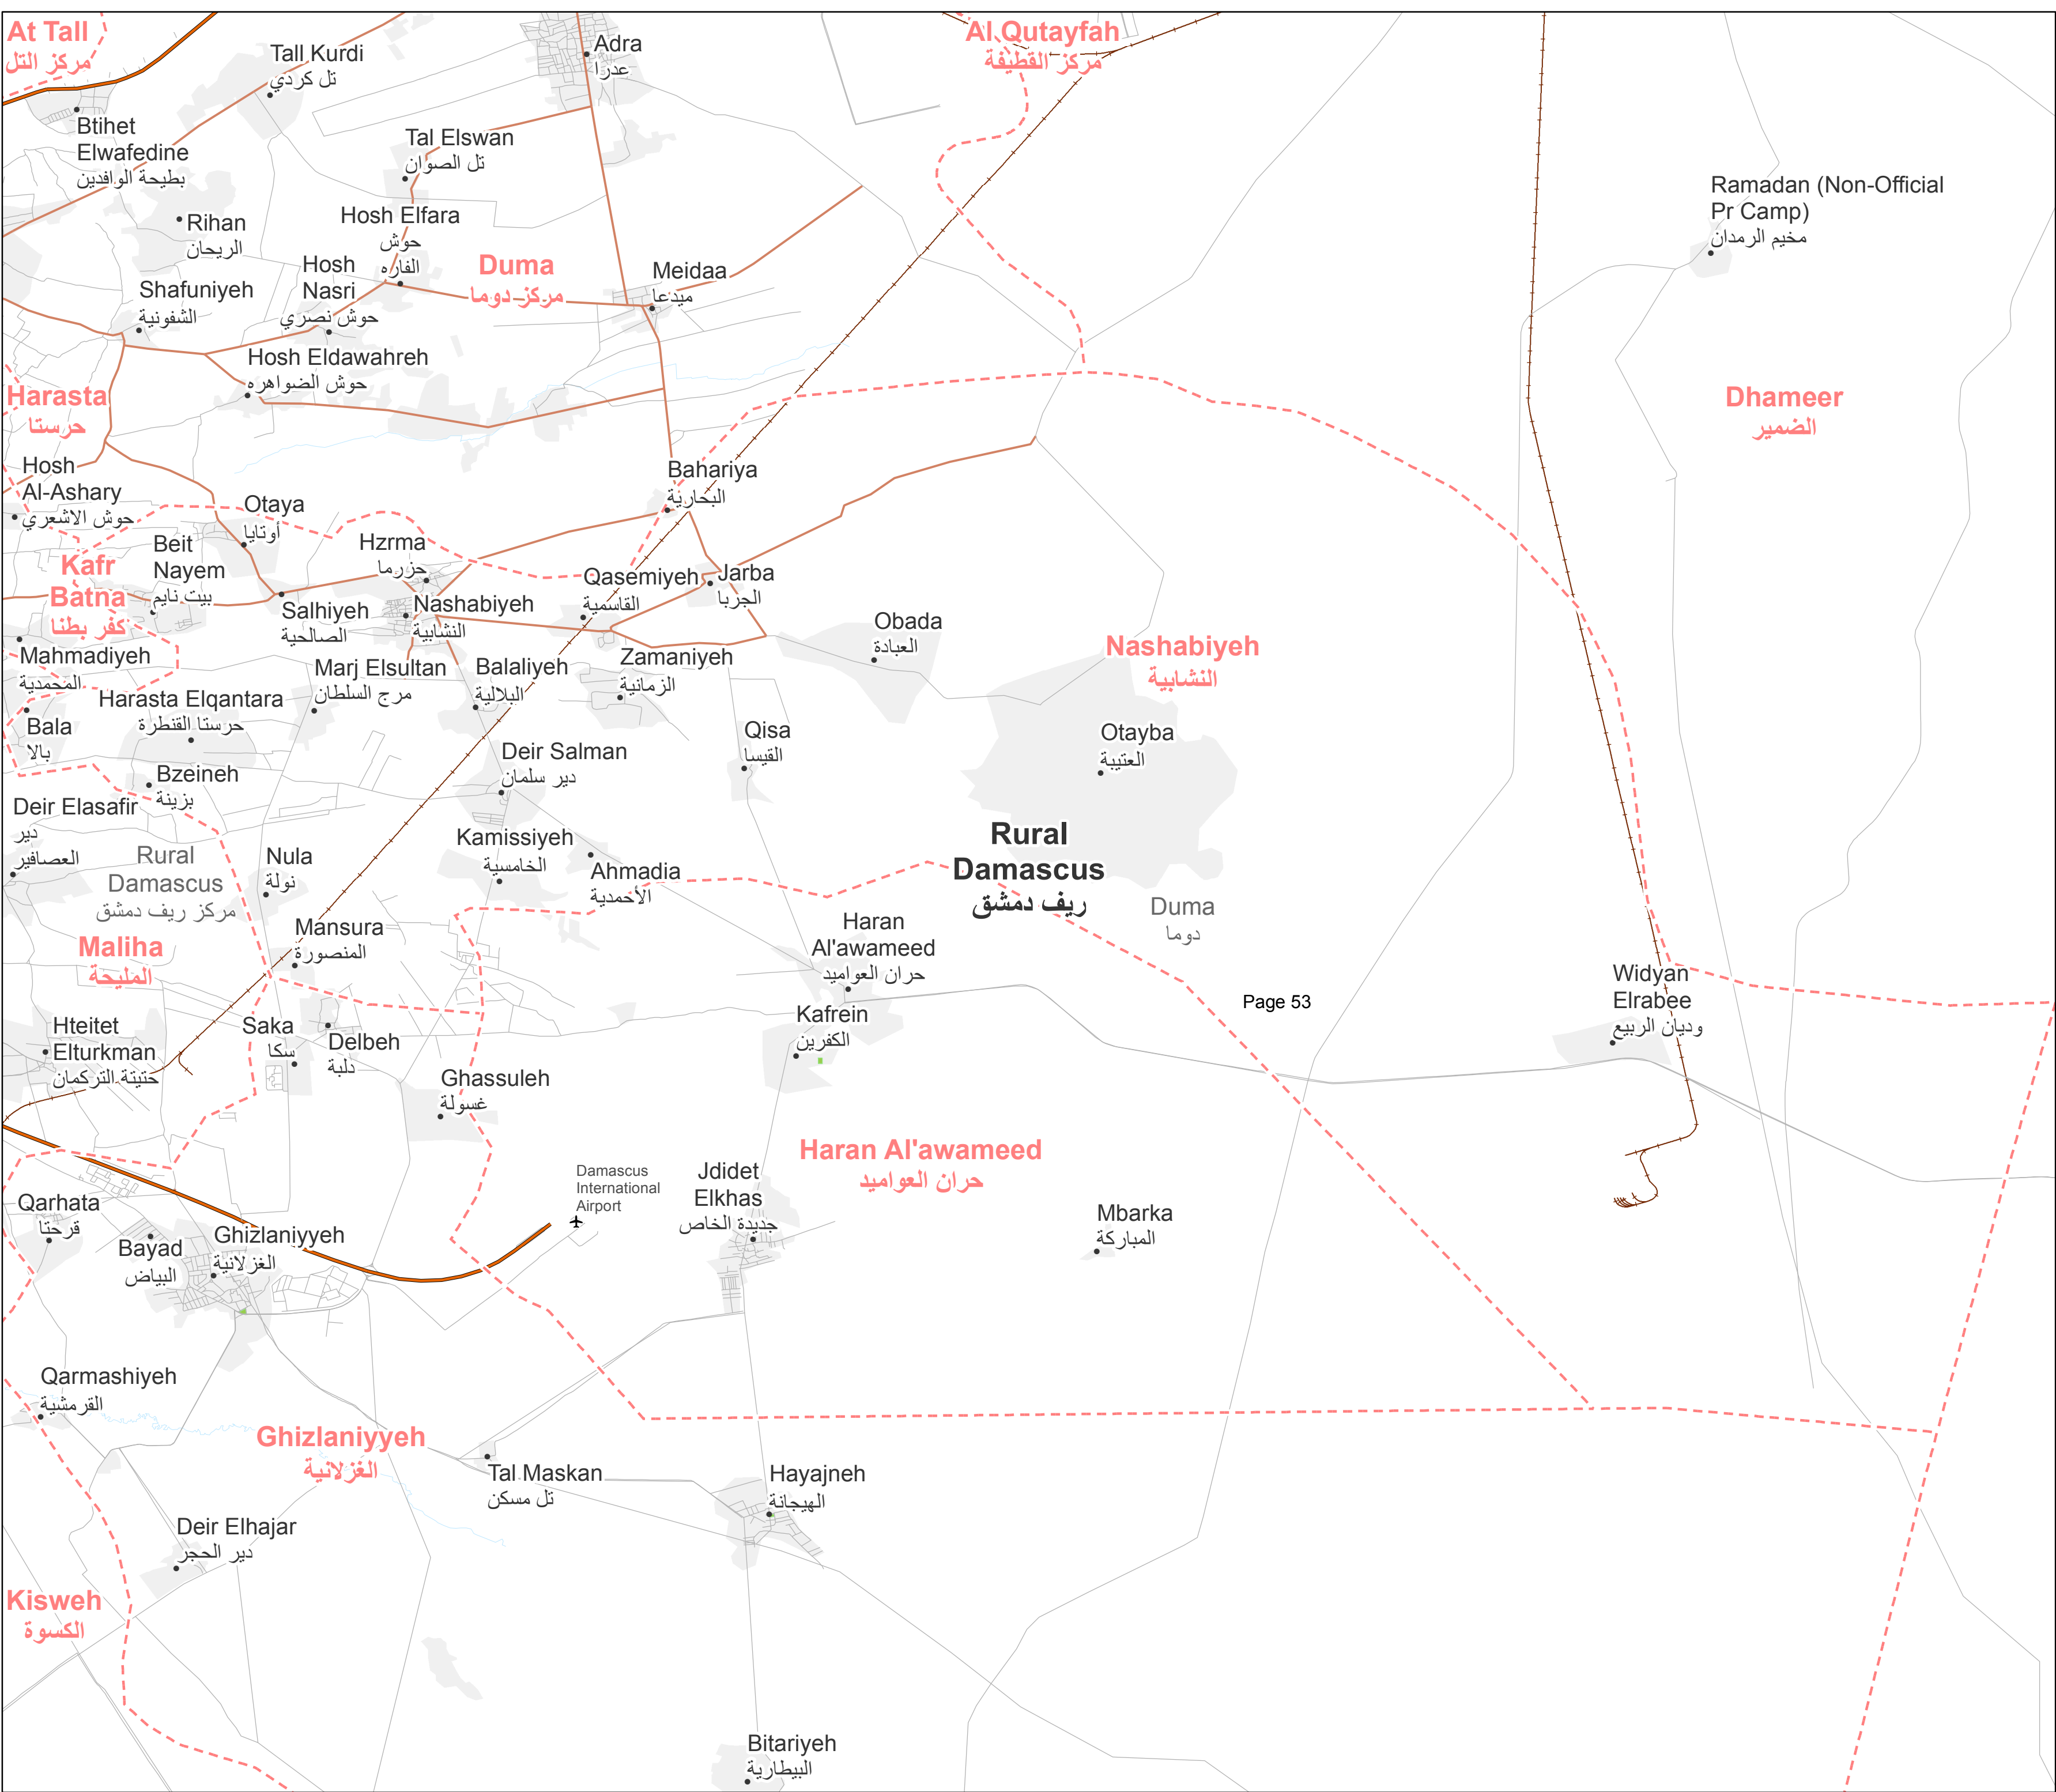 At Tall
مركز التل
Al Qutayfah
مركز القطيفة
Tall Kurdi
تل كردي
Adra
عدرا
Btihet
Elwafedine
بطيحة الوافدين
Tal Elswan
تل الصوان
Ramadan (Non-Official
Pr Camp)
مخيم الرمدان
Rihan
الريحان
Hosh Elfara
حوش
الفاره
Hosh
Nasri
حوش نصري
Duma
مركز دوما
Meidaa
ميدعا
Shafuniyeh
الشفونية
Hosh Eldawahreh
حوش الضواهره
Harasta
حرستا
Dhameer
الضمير
Hosh
Al-Ashary
حوش الاشعري
Bahariya
البحارية
Otaya
أوتايا
Beit
Nayem
بيت نايم
Hzrma
حزرما
Kafr
Batna
كفر بطنا
Qasemiyeh
القاسمية
Jarba
الجربا
Salhiyeh
الصالحية
Nashabiyeh
النشابية
Obada
العبادة
Nashabiyeh
النشابية
Mahmadiyeh
المحمدية
Marj Elsultan
مرج السلطان
Balaliyeh
البلالية
Zamaniyeh
الزمانية
Harasta Elqantara
حرستا القنطرة
Bala
بالا
Qisa
القيسا
Otayba
العتيبة
Deir Salman
دير سلمان
Bzeineh
بزينة
Deir Elasafir
دير
العصافير
Rural
Damascus
مركز ريف دمشق
Nula
نولة
Kamissiyeh
الخامسية
Ahmadia
الأحمدية
Rural
Damascus
ريف دمشق
Duma
دوما
Maliha
المليحة
Mansura
المنصورة
Haran
Al'awameed
حران العواميد
Widyan
Elrabee
وديان الربيع
Page 53
Hteitet
Elturkman
حتيتة التركمان
Saka
سكا
Delbeh
دلبة
Kafrein
الكفرين
Ghassuleh
غسولة
Haran Al'awameed
حران العواميد
Damascus
International
Airport
Jdidet
Elkhas
جديدة الخاص
Mbarka
المباركة
Qarhata
قرحتا
Bayad
البياض
Ghizlaniyyeh
الغزلانية
Qarmashiyeh
القرمشية
Ghizlaniyyeh
الغزلانية
Tal Maskan
تل مسكن
Hayajneh
الهيجانة
Deir Elhajar
دير الحجر
Kisweh
الكسوة
Bitariyeh
البيطارية